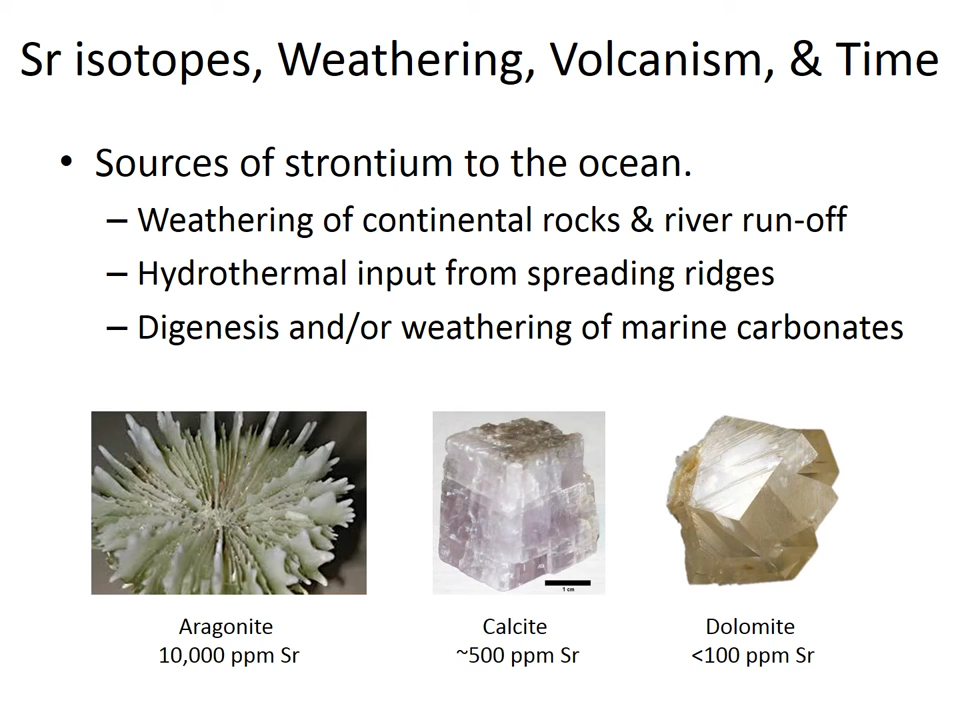 Sr isotopes, Weathering, Volcanism, & Time
• Sources of strontium to the ocean.
– Weathering of continental rocks & river run-off
– Hydrothermal input from spreading ridges
– Digenesis and/or weathering of marine carbonates
1 cm
Aragonite
10,000 ppm Sr
Calcite
~500 ppm Sr
Dolomite
<100 ppm Sr